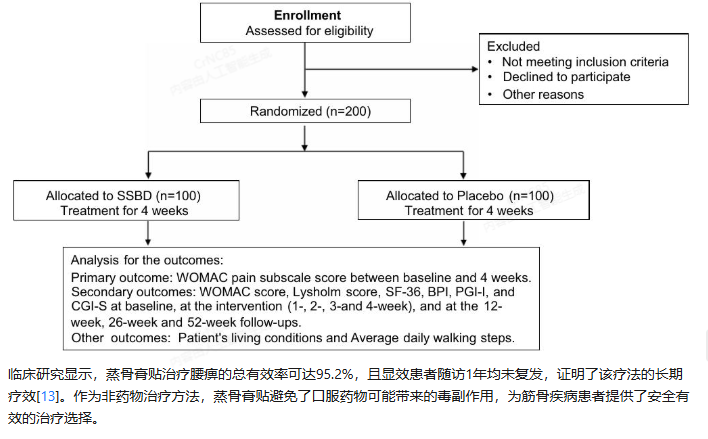 Enrollment
Assessed for eligibility
Excluded
• Not meeting inclusion criteria
• Declined to participate
• Other reasons
Randomized (n=200)
Allocated to SSBD (n=100)
Treatment for 4 weeks
Allocated to Placebo (n=100)
Treatment for 4 weeks
Analysis for the outcomes:
Primary outcome: WOMAC pain subscale score between baseline and 4 weeks.
Secondary outcomes: WOMAC score, Lysholm score, SF-36, BPI, PGI-I, and
CGI-S at baseline, at the intervention (1-, 2-, 3-and 4-week), and at the 12-
week, 26-week and 52-week follow-ups.
Other outcomes: Patient's living conditions and Average daily walking steps.
临床研究显示，蒸骨膏贴治疗腰痹的总有效率可达95.2%，且显效患者随访1年均未复发，证明了该疗法的长期
疗效[13]。作为非药物治疗方法，蒸骨膏贴避免了口服药物可能带来的毒副作用，为筋骨疾病患者提供了安全有
效的治疗选择。